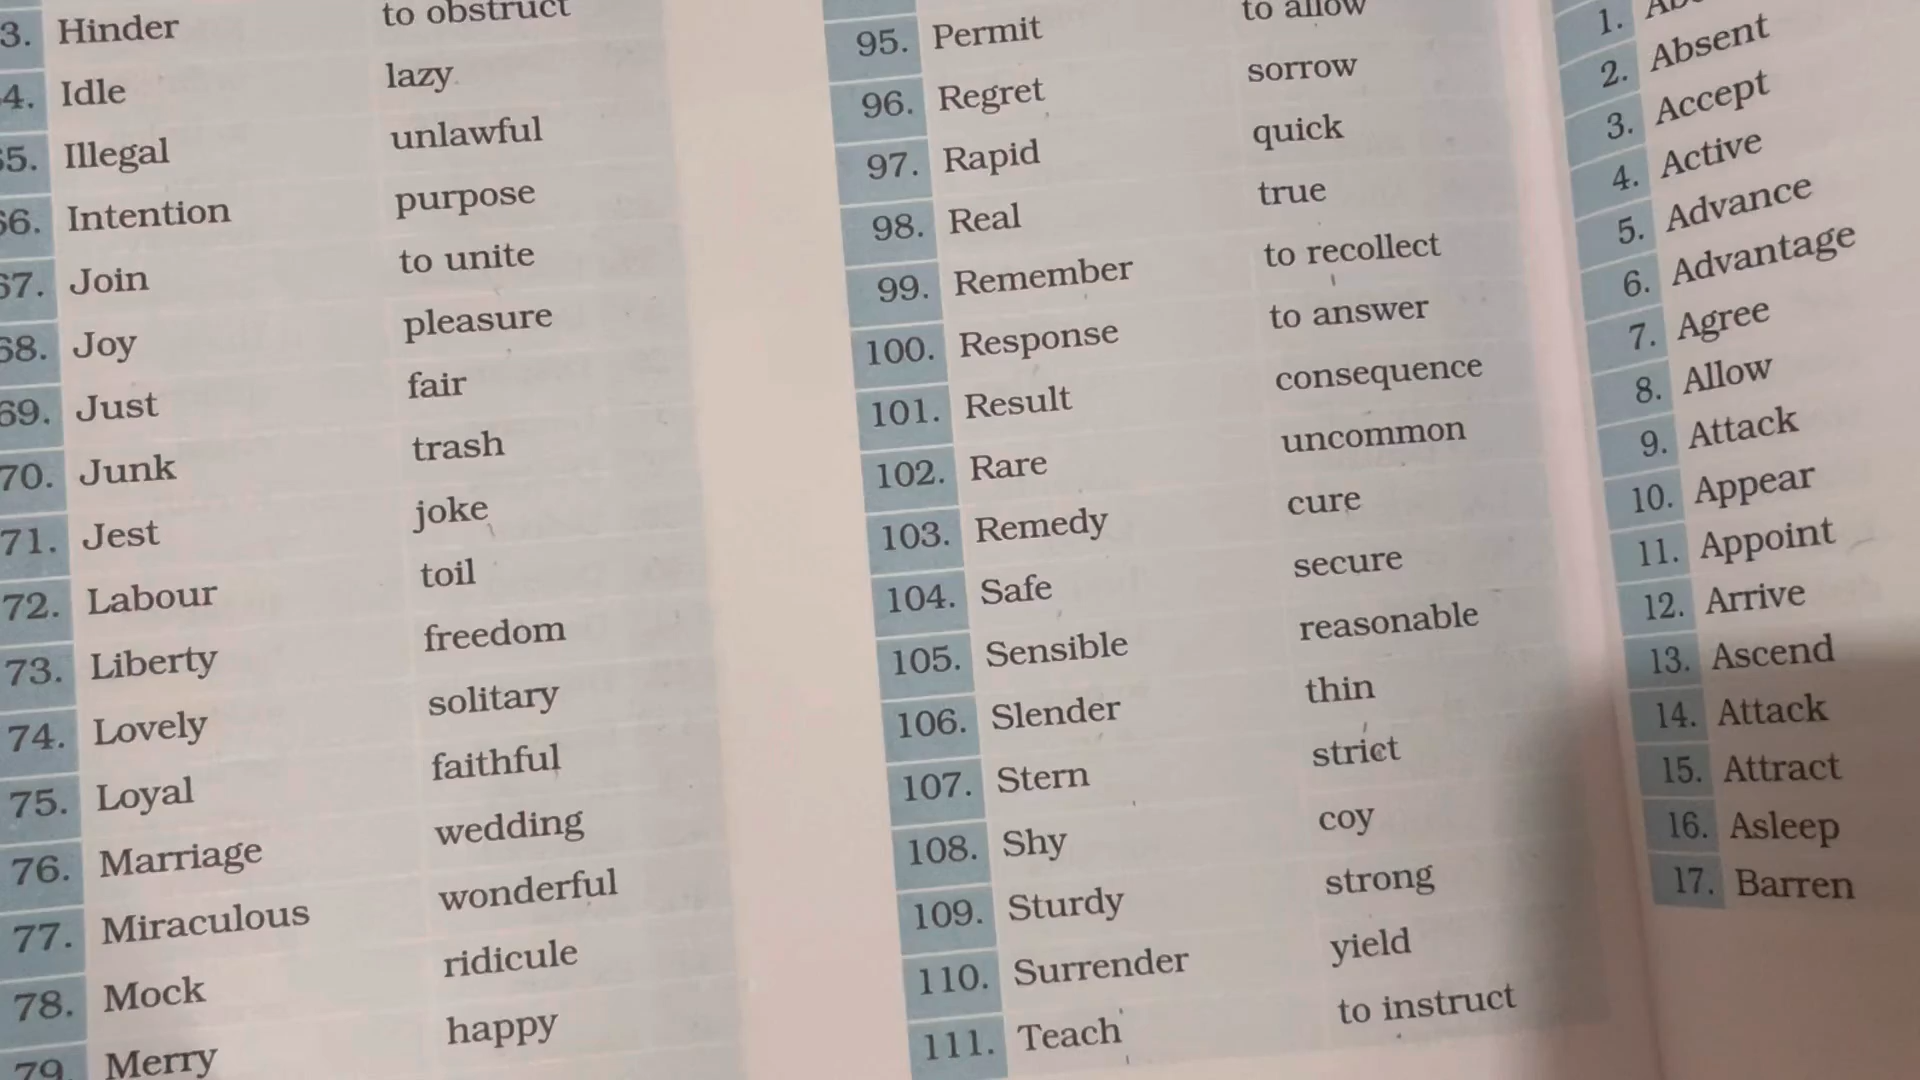 3. Hinder to obstruct
4. Idle lazy
5. Illegal unlawful
66. Intention purpose
67. Join to unite
68. Joy pleasure
69. Just fair
70. Junk trash
71. Jest joke
72. Labour toil
73. Liberty freedom
74. Lovely solitary
75. Loyal faithful
76. Marriage wedding
77. Miraculous wonderful
78. Mock ridicule
79. Merry happy
95. Permit to allow
96. Regret sorrow
97. Rapid quick
98. Real true
99. Remember to recollect
100. Response to answer
101. Result consequence
102. Rare uncommon
103. Remedy cure
104. Safe secure
105. Sensible reasonable
106. Slender thin
107. Stern strict
108. Shy coy
109. Sturdy strong
110. Surrender yield
111. Teach to instruct
1.
2. Absent
3. Accept
4. Active
5. Advance
6. Advantage
7. Agree
8. Allow
9. Attack
10. Appear
11. Appoint
12. Arrive
13. Ascend
14. Attack
15. Attract
16. Asleep
17. Barren